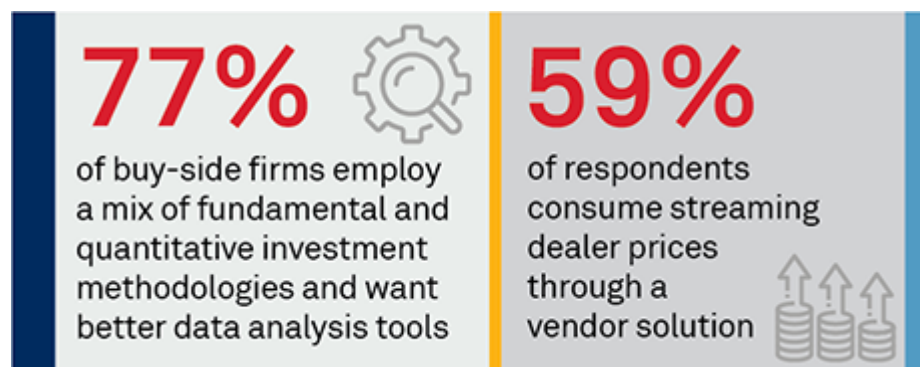 77%
of buy-side firms employ
a mix of fundamental and
quantitative investment
methodologies and want
better data analysis tools
59%
of respondents
consume streaming
dealer prices
through a
vendor solution